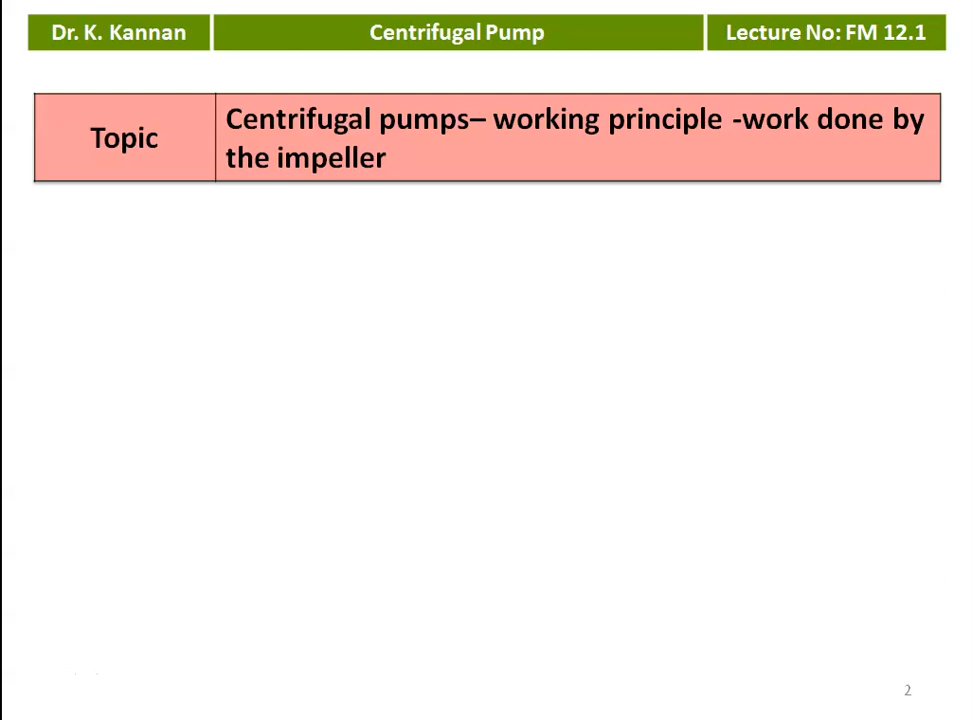 Dr. K. Kannan
Centrifugal Pump
Lecture No: FM 12.1
Topic
Centrifugal pumps– working principle -work done by
the impeller
2